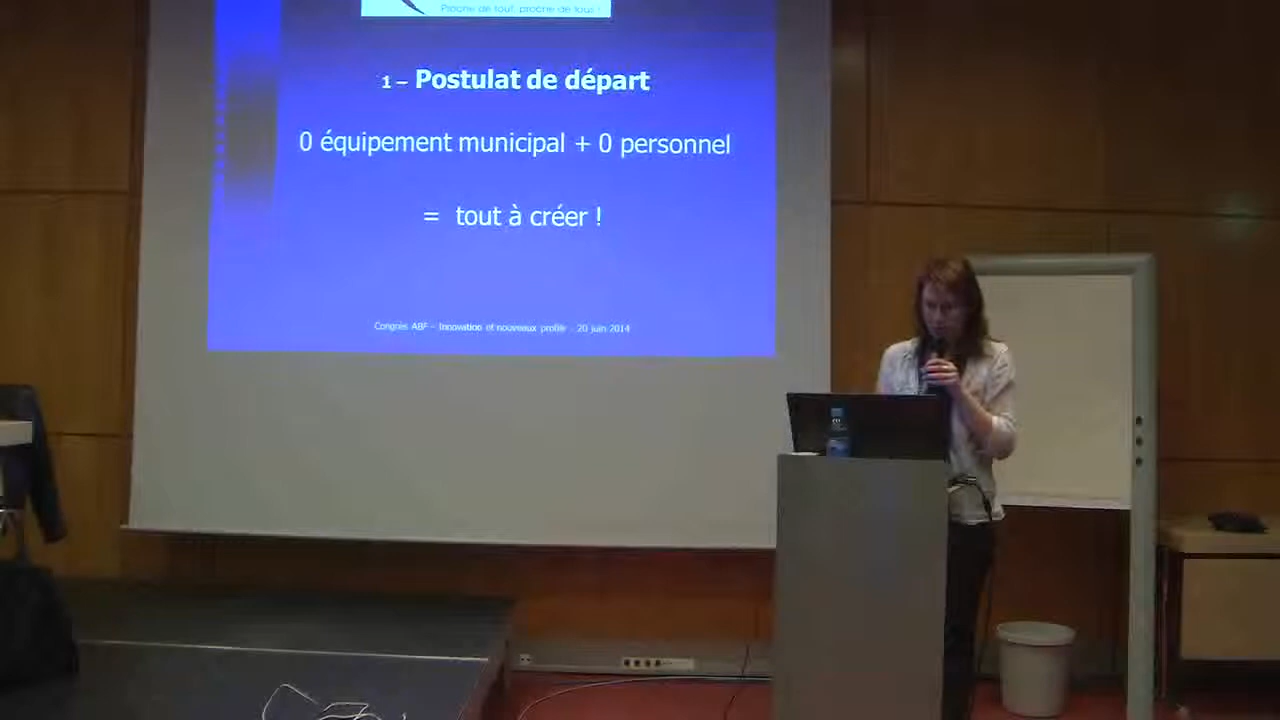 Proche de tout, proche de tous !
1 – Postulat de départ
0 équipement municipal + 0 personnel
= tout à créer !
Congrès ABF – Innovation et nouveaux profils - 20 juin 2014